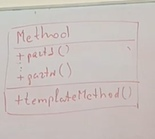 Method
+part1()
+partn()
+templateMethod()